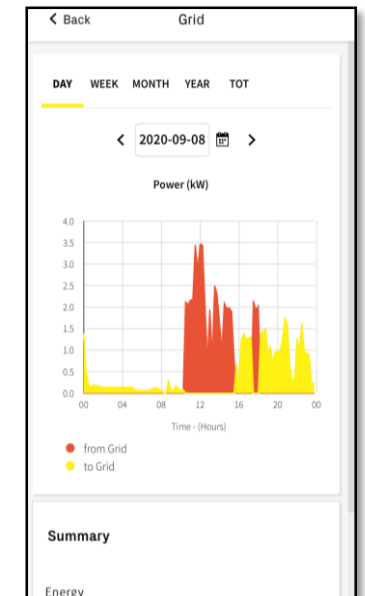 Back Grid
DAY WEEK MONTH YEAR TOT
2020-09-08
Power (kW)
4.0
3.5
3.0
2.5
2.0
1.5
1.0
0.5
0.0
00 04 08 12 16 20 00
Time - (Hours)
from Grid
to Grid
Summary
Energy